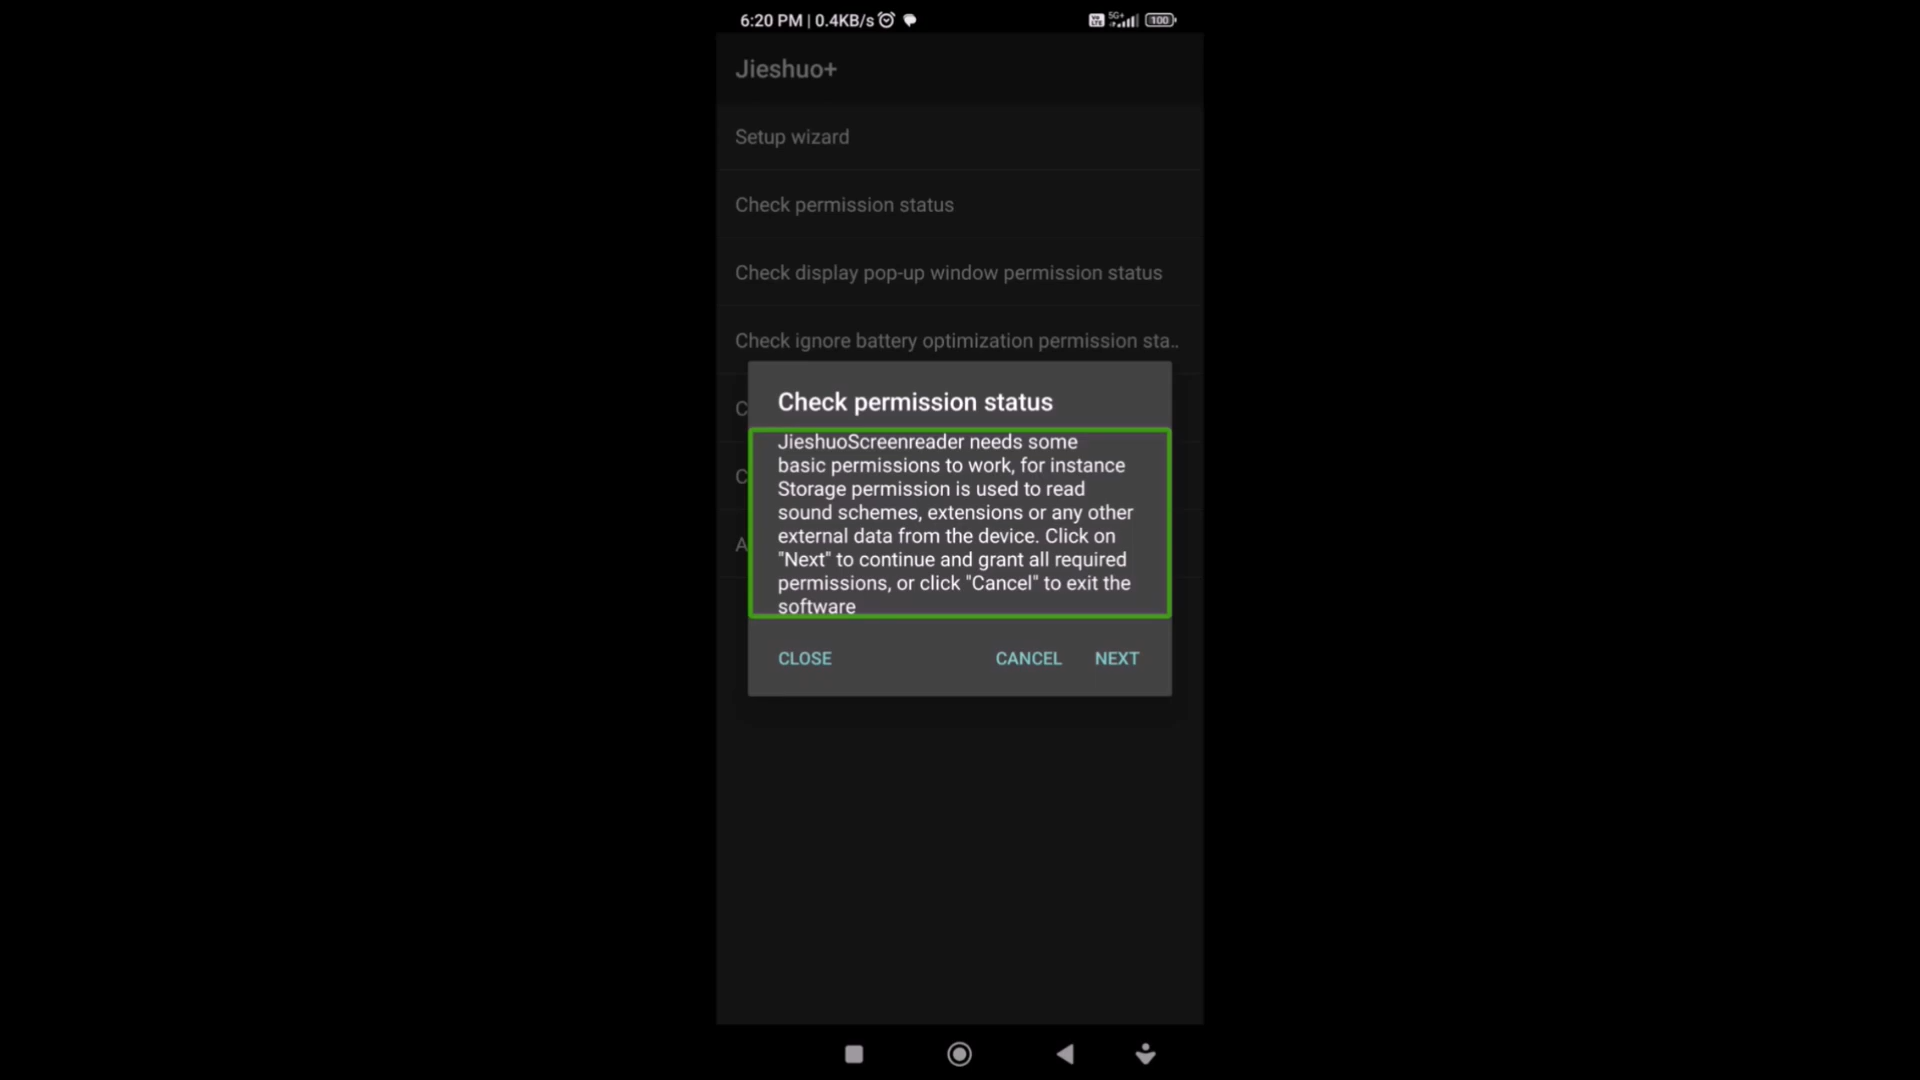 6:20 PM | 0.4KB/s
5G+
100
Jieshuo+
Setup wizard
Check permission status
Check display pop-up window permission status
Check ignore battery optimization permission sta..
C
C
A
Check permission status
JieshuoScreenreader needs some
basic permissions to work, for instance
Storage permission is used to read
sound schemes, extensions or any other
external data from the device. Click on
"Next" to continue and grant all required
permissions, or click "Cancel" to exit the
software
CLOSE
CANCEL
NEXT